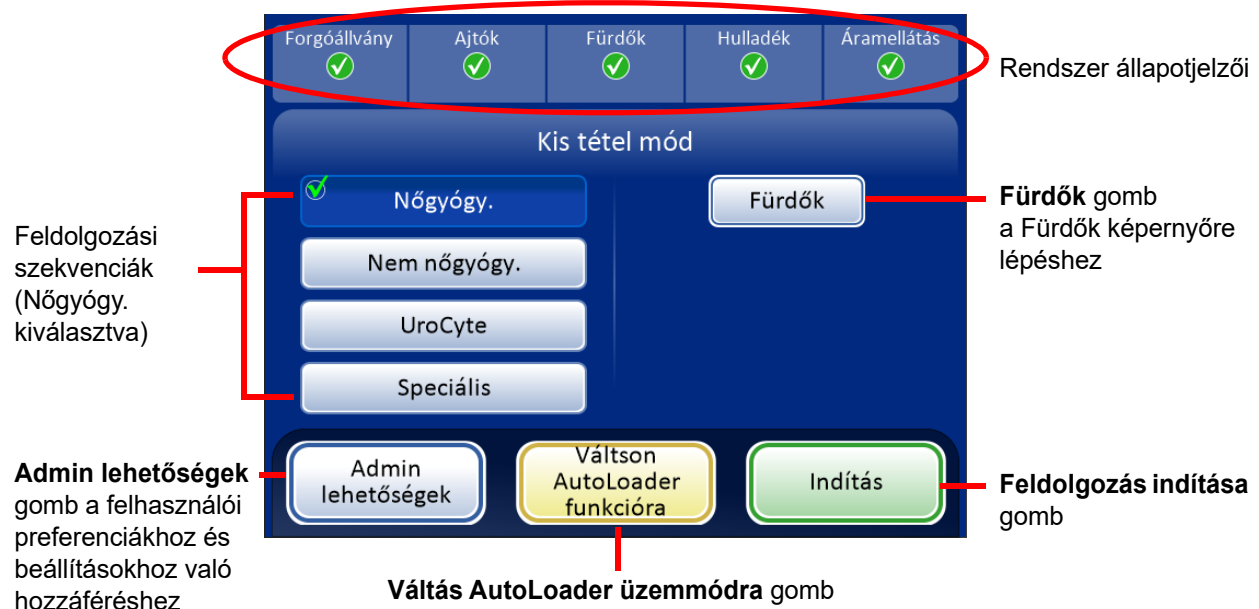 Forgóállvány
Ajtók
Fürdők
Hulladék
Áramellátás
Rendszer állapotjelzői
Kis tétel mód
Nőgyógy.
Nem nőgyógy.
UroCyte
Speciális
Fürdők
Fürdők gomb
a Fürdők képernyőre
lépéshez
Feldolgozási
szekvenciák
(Nőgyógy.
kiválasztva)
Admin
lehetőségek
Váltson
AutoLoader
funkcióra
Indítás
Admin lehetőségek
gomb a felhasználói
preferenciákhoz és
beállításokhoz való
hozzáféréshez
Feldolgozás indítása
gomb
Váltás AutoLoader üzemmódra gomb